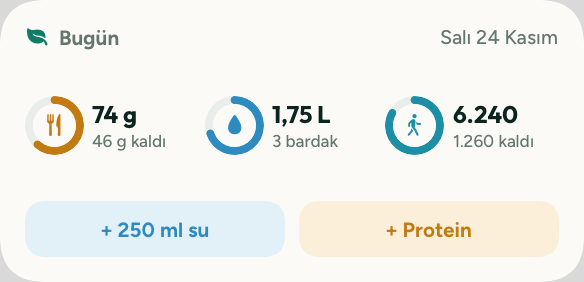 Bugün
Salı 24 Kasım
74 g
46 g kaldı
1,75 L
3 bardak
6.240
1.260 kaldı
+ 250 ml su
+ Protein